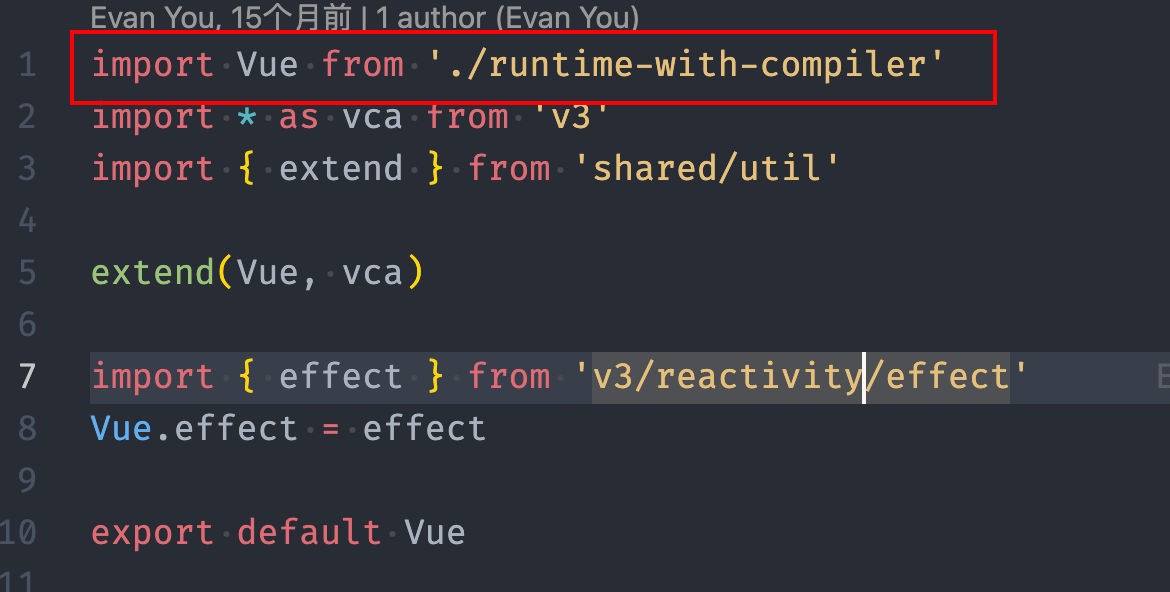 Evan You, 15个月前 | 1 author (Evan You)
1 import Vue from './runtime-with-compiler'
2 import * as vca from 'v3'
3 import { extend } from 'shared/util'
4
5 extend(Vue, vca)
6
7 import { effect } from 'v3/reactivity/effect'
8 Vue.effect = effect
9
10 export default Vue
11